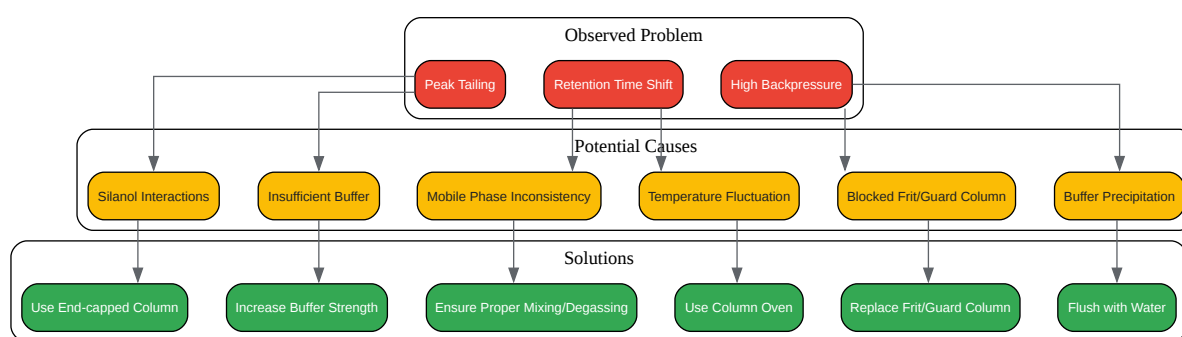 Observed Problem
Peak Tailing
Retention Time Shift
High Backpressure
Potential Causes
Silanol Interactions
Insufficient Buffer
Mobile Phase Inconsistency
Temperature Fluctuation
Blocked Frit/Guard Column
Buffer Precipitation
Solutions
Use End-capped Column
Increase Buffer Strength
Ensure Proper Mixing/Degassing
Use Column Oven
Replace Frit/Guard Column
Flush with Water